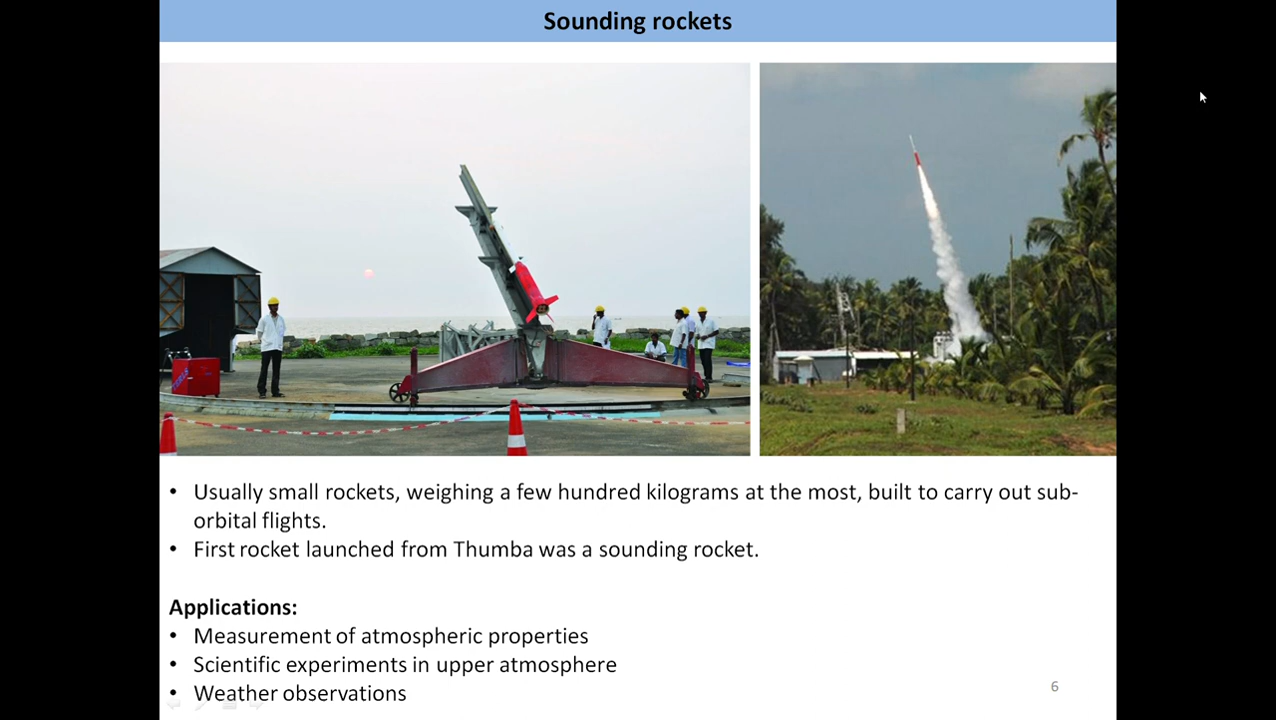 Sounding rockets
• Usually small rockets, weighing a few hundred kilograms at the most, built to carry out sub-
orbital flights.
• First rocket launched from Thumba was a sounding rocket.
Applications:
• Measurement of atmospheric properties
• Scientific experiments in upper atmosphere
• Weather observations
6